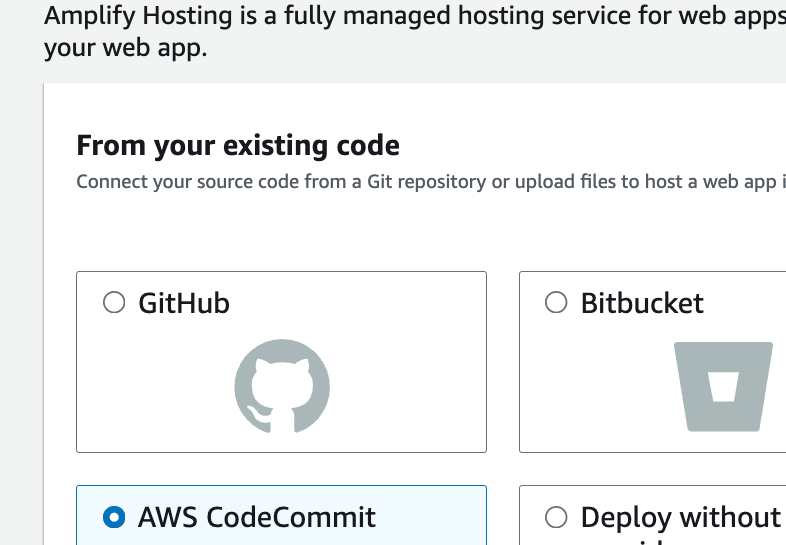 Amplify Hosting is a fully managed hosting service for web apps
your web app.
From your existing code
Connect your source code from a Git repository or upload files to host a web app
GitHub
Bitbucket
AWS CodeCommit
Deploy without